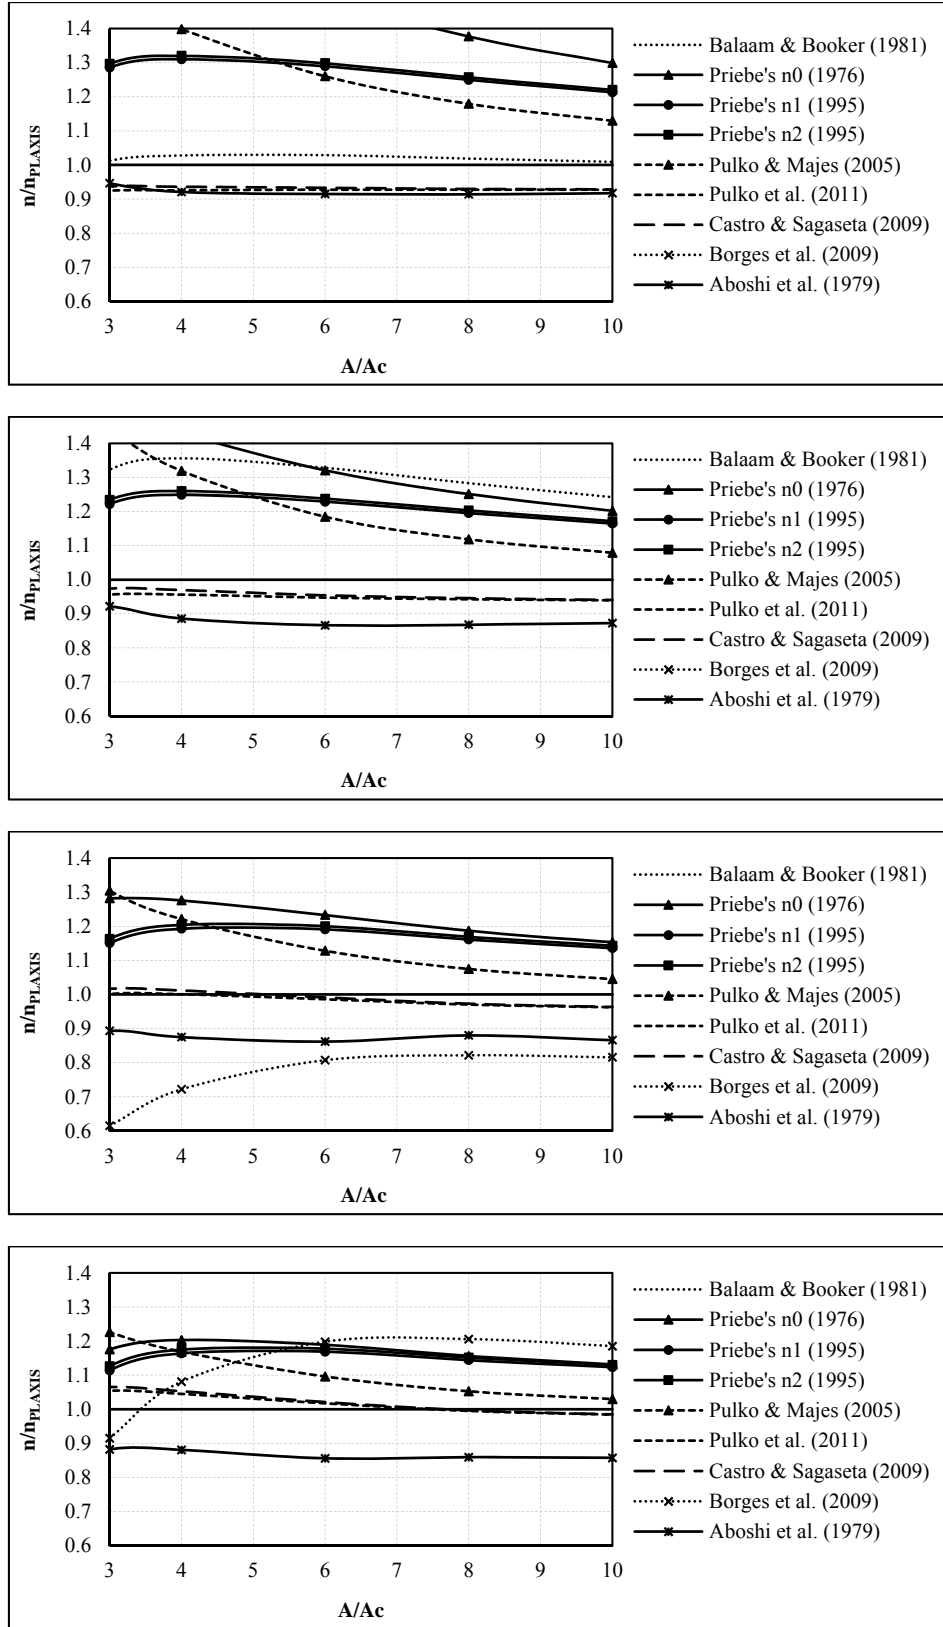 1.4
1.3
1.2
1.1
1.0
0.9
0.8
0.7
0.6
n/nPLAXIS
3 4 5 6 7 8 9 10
A/Ac
Balaam & Booker (1981)
Priebe's n0 (1976)
Priebe's n1 (1995)
Priebe's n2 (1995)
Pulko & Majes (2005)
Pulko et al. (2011)
Castro & Sagaseta (2009)
Borges et al. (2009)
Aboshi et al. (1979)
1.4
1.3
1.2
1.1
1.0
0.9
0.8
0.7
0.6
n/nPLAXIS
3 4 5 6 7 8 9 10
A/Ac
Balaam & Booker (1981)
Priebe's n0 (1976)
Priebe's n1 (1995)
Priebe's n2 (1995)
Pulko & Majes (2005)
Pulko et al. (2011)
Castro & Sagaseta (2009)
Borges et al. (2009)
Aboshi et al. (1979)
1.4
1.3
1.2
1.1
1.0
0.9
0.8
0.7
0.6
n/nPLAXIS
3 4 5 6 7 8 9 10
A/Ac
Balaam & Booker (1981)
Priebe's n0 (1976)
Priebe's n1 (1995)
Priebe's n2 (1995)
Pulko & Majes (2005)
Pulko et al. (2011)
Castro & Sagaseta (2009)
Borges et al. (2009)
Aboshi et al. (1979)
1.4
1.3
1.2
1.1
1.0
0.9
0.8
0.7
0.6
n/nPLAXIS
3 4 5 6 7 8 9 10
A/Ac
Balaam & Booker (1981)
Priebe's n0 (1976)
Priebe's n1 (1995)
Priebe's n2 (1995)
Pulko & Majes (2005)
Pulko et al. (2011)
Castro & Sagaseta (2009)
Borges et al. (2009)
Aboshi et al. (1979)